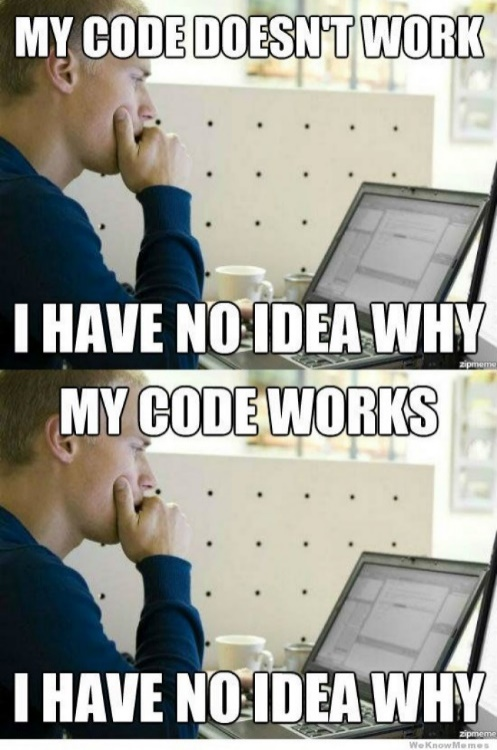 MY CODE DOESN'T WORK
I HAVE NO IDEA WHY
zipmeme
MY CODE WORKS
I HAVE NO IDEA WHY
zipmeme
WeKnowMemes